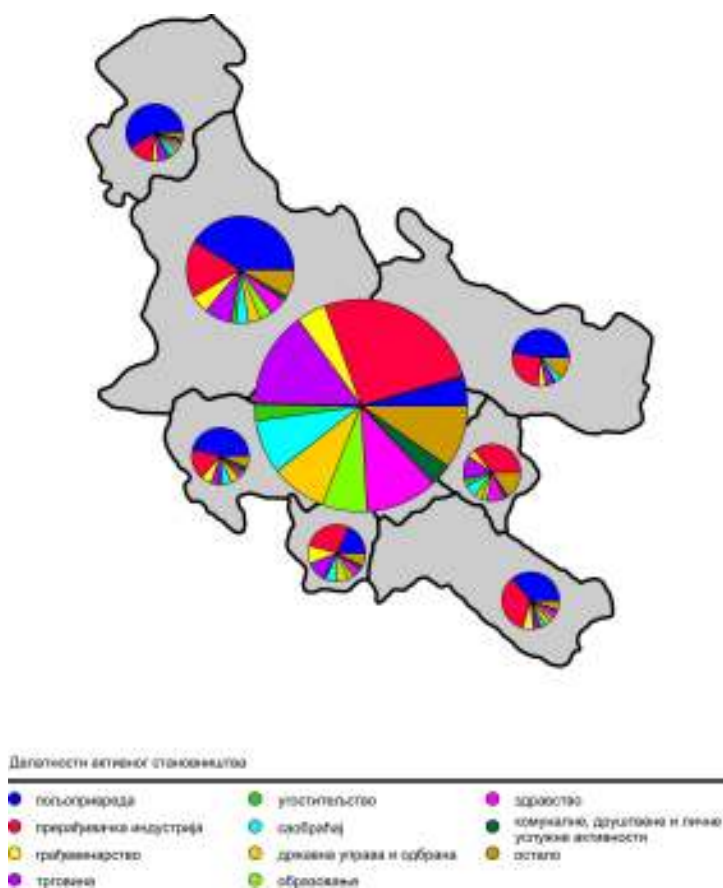 Делатности активног становништва
пољопривреда
прерађивачка индустрија
грађевинарство
трговина
угоститељство
саобраћај
државна управа и одбрана
образовање
здравство
комуналне, друштвене и личне
услужне активности
остало